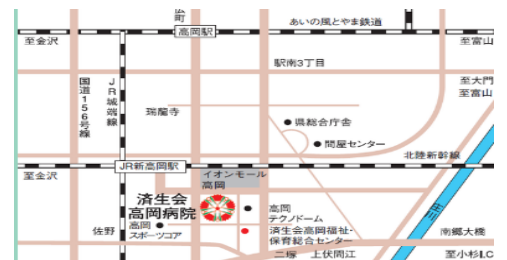 広町
高岡駅
あいの風とやま鉄道
至金沢
至富山
駅南3丁目
国道156号線
JR城端線
至大門
至富山
瑞龍寺
県総合庁舎
問屋センター
北陸新幹線
JR新高岡駅
至金沢
イオンモール
高岡
済生会
高岡病院
高岡
テクノドーム
庄川
佐野
高岡
スポーツコア
済生会高岡福祉・
保育総合センター
南郷大橋
二塚
上伏間江
至小杉I.C